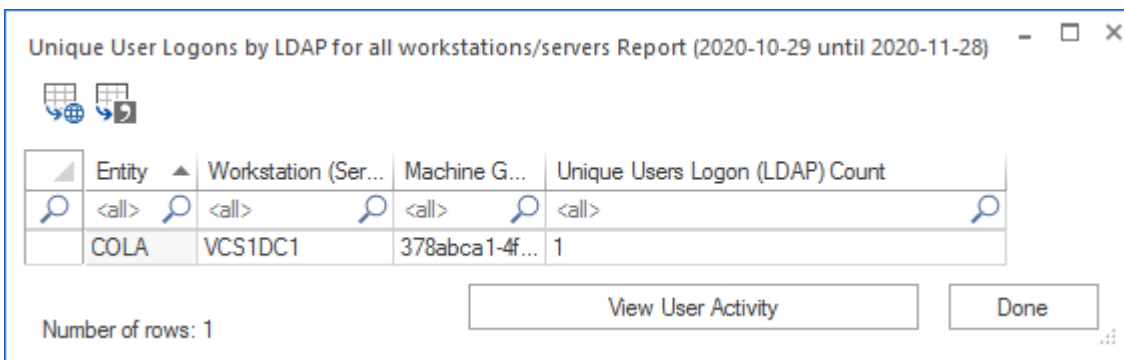 Unique User Logons by LDAP for all workstations/servers Report (2020-10-29 until 2020-11-28)
Entity Workstation (Ser... Machine G... Unique Users Logon (LDAP) Count
<all> <all> <all> <all>
COLA VCS1DC1 378abca1-4f... 1
View User Activity Done
Number of rows: 1